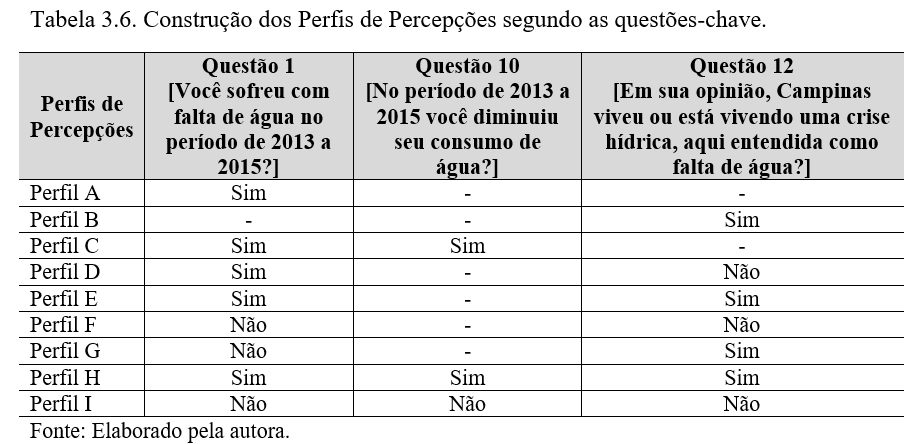 Tabela 3.6. Construção dos Perfis de Percepções segundo as questões-chave.
Perfis de Percepções | Questão 1 [Você sofreu com falta de água no período de 2013 a 2015?] | Questão 10 [No período de 2013 a 2015 você diminuiu seu consumo de água?] | Questão 12 [Em sua opinião, Campinas viveu ou está vivendo uma crise hídrica, aqui entendida como falta de água?]
Perfil A | Sim | - | -
Perfil B | - | - | Sim
Perfil C | Sim | Sim | -
Perfil D | Sim | - | Não
Perfil E | Sim | - | Sim
Perfil F | Não | - | Não
Perfil G | Não | - | Sim
Perfil H | Sim | Sim | Sim
Perfil I | Não | Não | Não
Fonte: Elaborado pela autora.